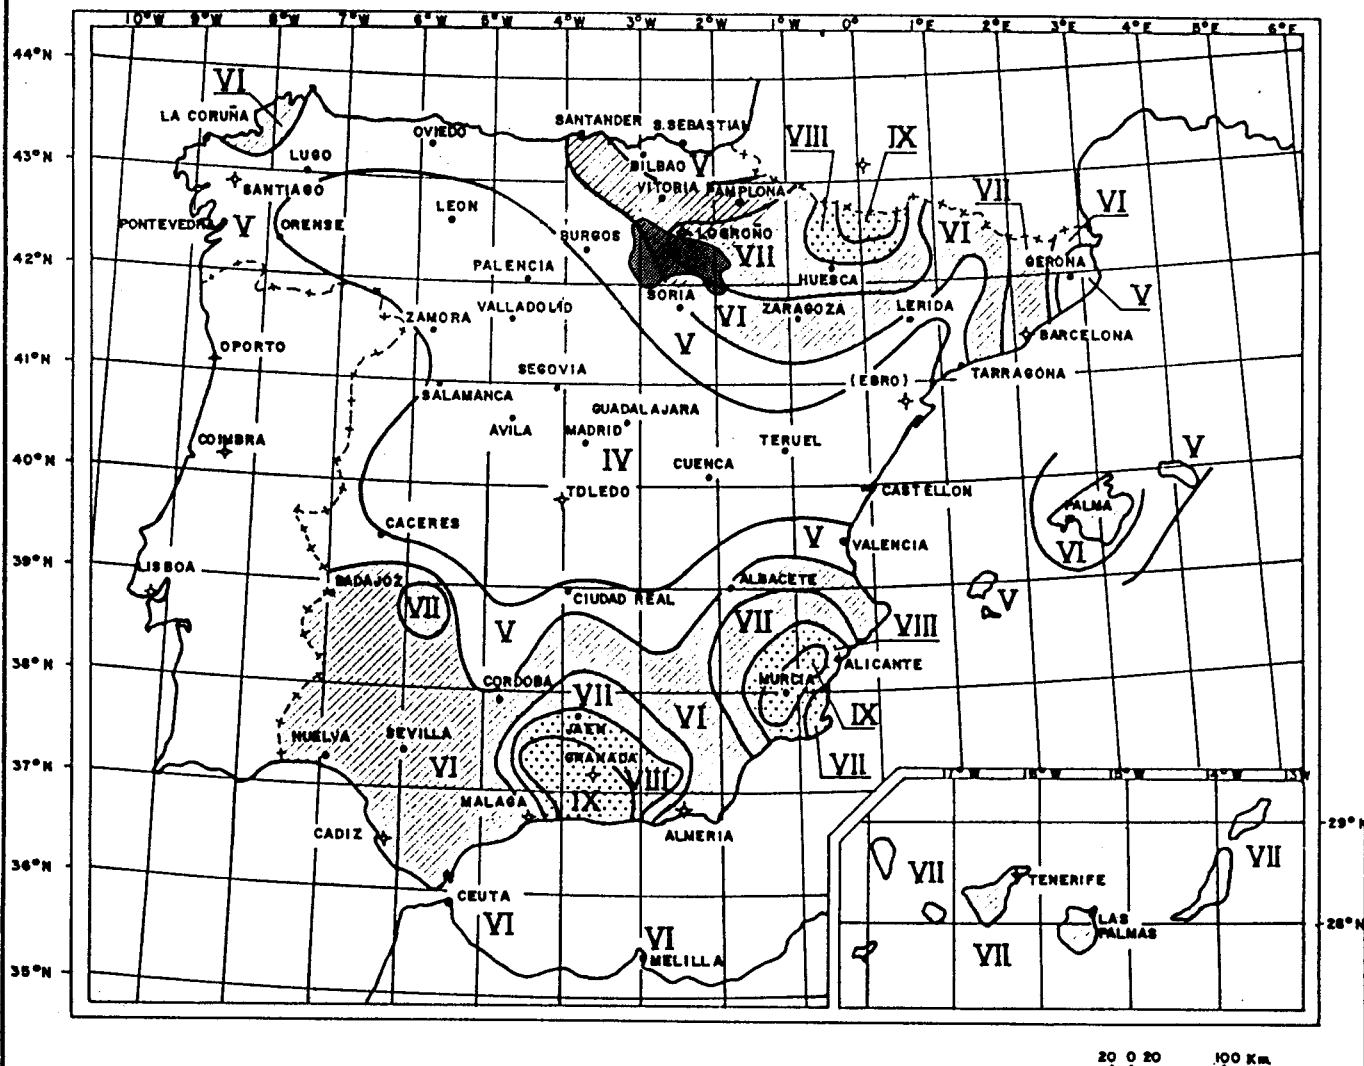 10°W 9°W 8°W 7°W 6°W 5°W 4°W 3°W 2°W 1°W 0° 1°E 2°E 3°E 4°E 5°E 6°E
44°N
VI
LA CORUÑA
OVIEDO
SANTANDER
S.SEBASTIAN
VIII
IX
43°N
LUGO
BILBAO
V
SANTIAGO
VITORIA
PAMPLONA
VII
VI
PONTEVEDRA
V
ORENSE
LEON
BURGOS
LOGROÑO
VII
VI
42°N
PALENCIA
HUESCA
GERONA
SORIA
V
VALLADOLID
VI
ZARAGOZA
LERIDA
ZAMORA
V
BARCELONA
41°N
OPORTO
SEGOVIA
(EBRO)
TARRAGONA
SALAMANCA
GUADALAJARA
AVILA
MADRID
TERUEL
COIMBRA
V
40°N
IV
CUENCA
TOLEDO
CASTELLON
PALMA
CACERES
V
VALENCIA
VI
39°N
LISBOA
BADAJOZ
ALBACETE
CIUDAD REAL
V
VII
V
VII
VIII
38°N
ALICANTE
CORDOBA
MURCIA
VII
VI
IX
HUELVA
SEVILLA
JAEN
37°N
VI
GRANADA
VIII
VII
17°W 16°W 15°W 14°W 13°W
MALAGA
IX
CADIZ
ALMERIA
29°N
36°N
VII
VII
TENERIFE
CEUTA
VI
VI
LAS
PALMAS
28°N
35°N
MELILLA
VII
20 0 20 100 Km